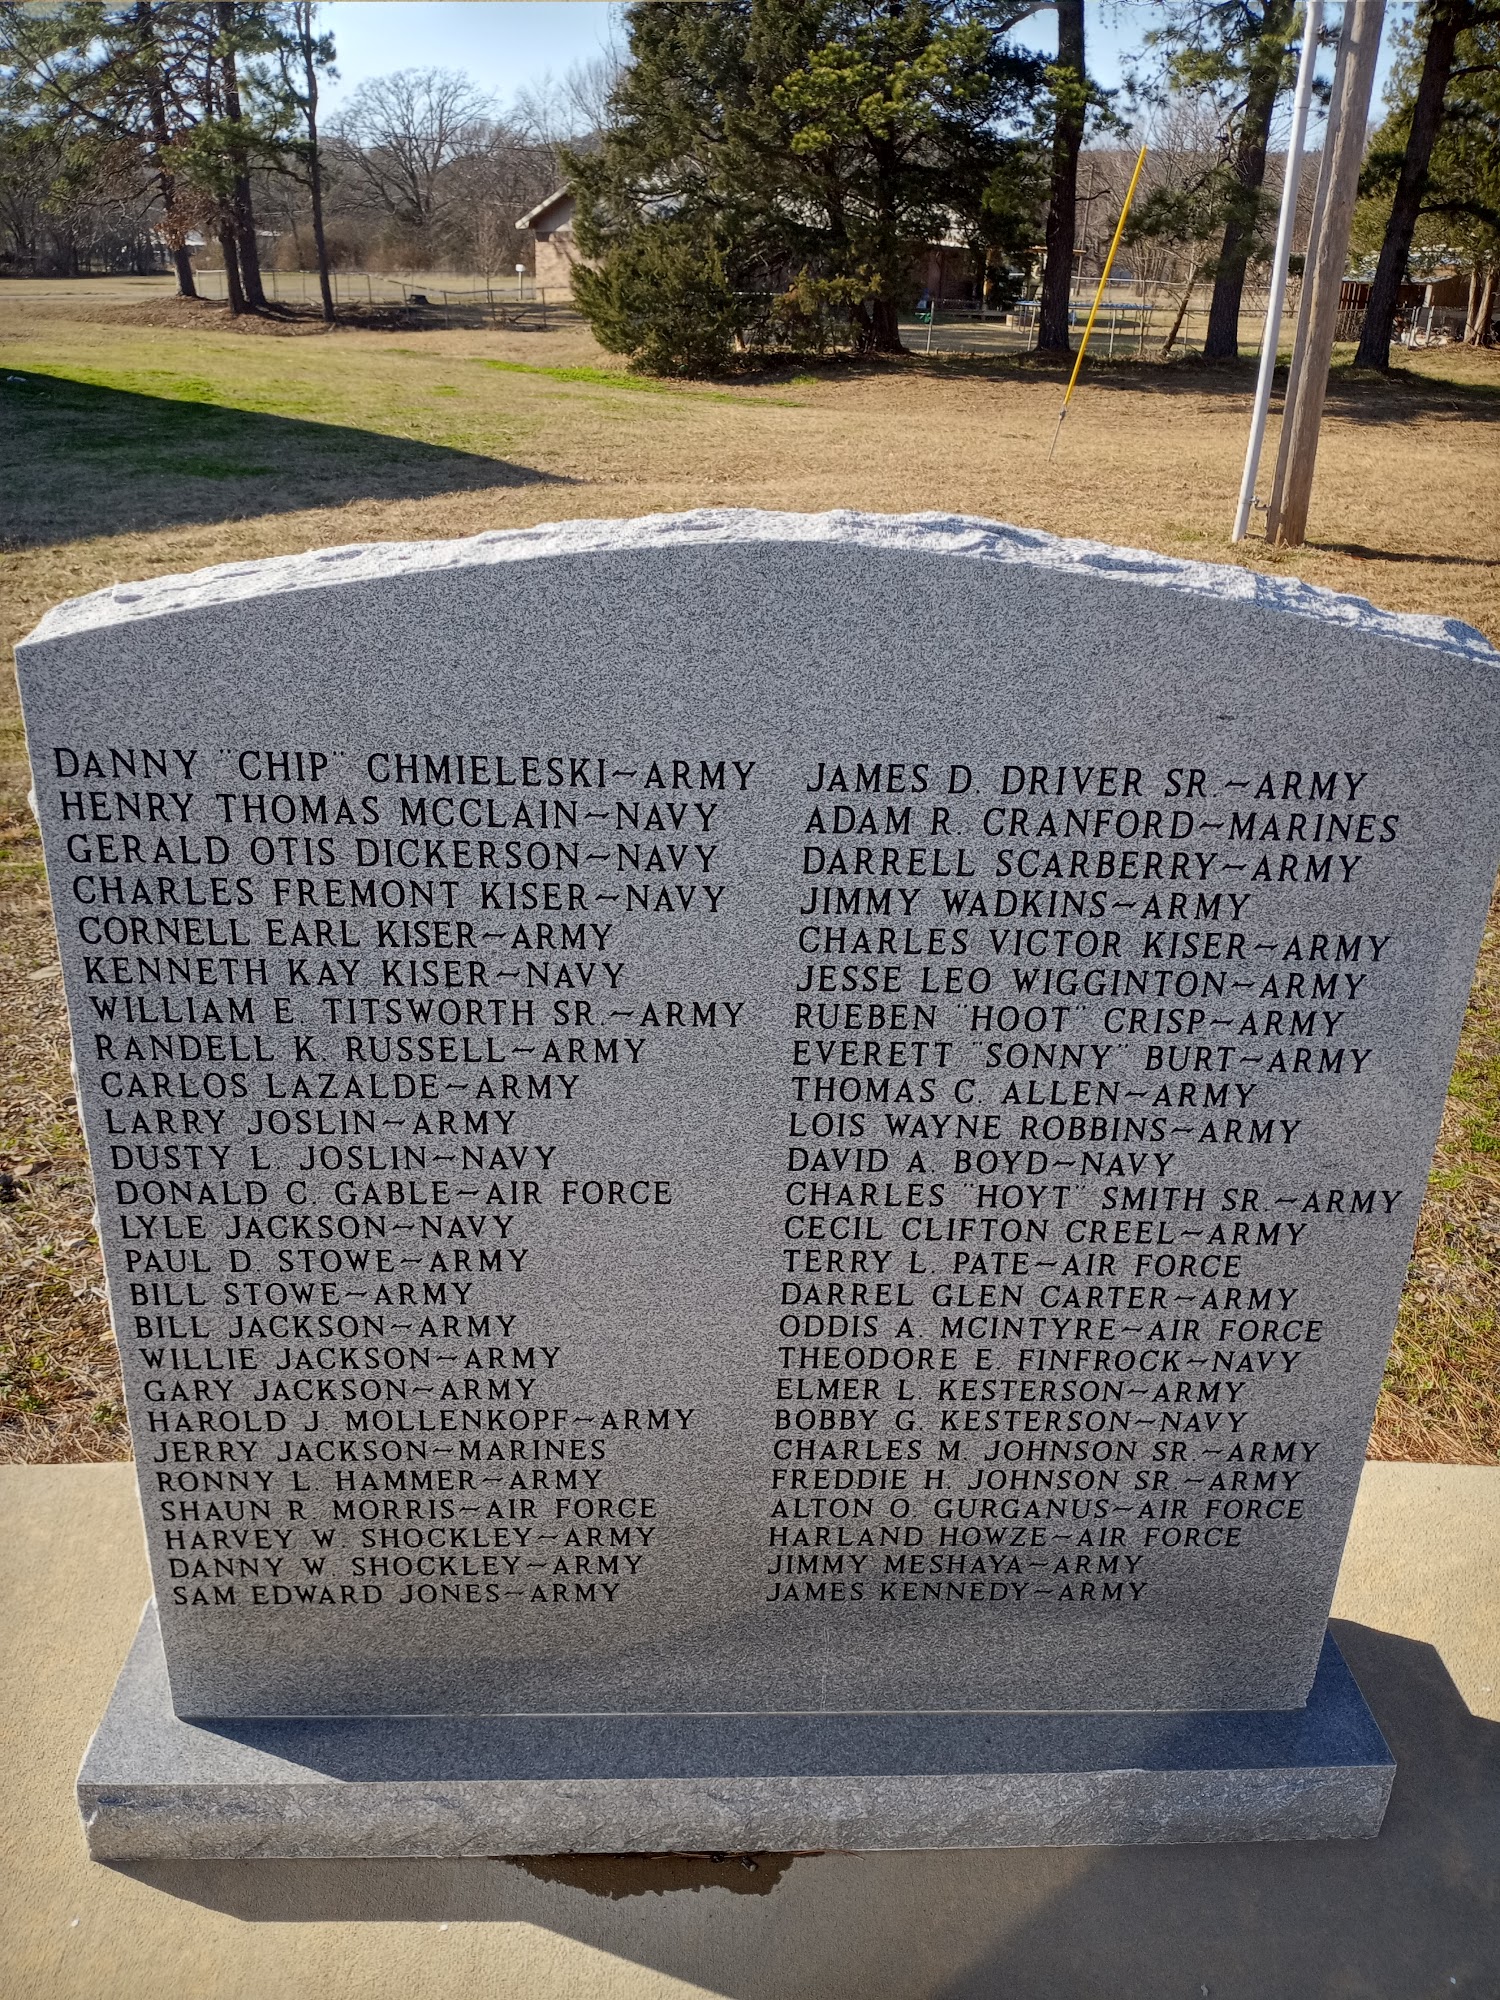 DANNY "CHIP" CHMIELESKI~ARMY
HENRY THOMAS MCCLAIN~NAVY
GERALD OTIS DICKERSON~NAVY
CHARLES FREMONT KISER~NAVY
CORNELL EARL KISER~ARMY
KENNETH KAY KISER~NAVY
WILLIAM E. TITSWORTH SR.~ARMY
RANDELL K. RUSSELL~ARMY
CARLOS LAZALDE~ARMY
LARRY JOSLIN~ARMY
DUSTY L. JOSLIN~NAVY
DONALD C. GABLE~AIR FORCE
LYLE JACKSON~NAVY
PAUL D. STOWE~ARMY
BILL STOWE~ARMY
BILL JACKSON~ARMY
WILLIE JACKSON~ARMY
GARY JACKSON~ARMY
HAROLD J. MOLLENKOPF~ARMY
JERRY JACKSON~MARINES
RONNY L. HAMMER~ARMY
SHAUN R. MORRIS~AIR FORCE
HARVEY W. SHOCKLEY~ARMY
DANNY W. SHOCKLEY~ARMY
SAM EDWARD JONES~ARMY
JAMES D. DRIVER SR.~ARMY
ADAM R. CRANFORD~MARINES
DARRELL SCARBERRY~ARMY
JIMMY WADKINS~ARMY
CHARLES VICTOR KISER~ARMY
JESSE LEO WIGGINTON~ARMY
RUEBEN "HOOT" CRISP~ARMY
EVERETT "SONNY" BURT~ARMY
THOMAS C. ALLEN~ARMY
LOIS WAYNE ROBBINS~ARMY
DAVID A. BOYD~NAVY
CHARLES "HOYT" SMITH SR.~ARMY
CECIL CLIFTON CREEL~ARMY
TERRY L. PATE~AIR FORCE
DARREL GLEN CARTER~ARMY
ODDIS A. MCINTYRE~AIR FORCE
THEODORE E. FINFROCK~NAVY
ELMER L. KESTERSON~ARMY
BOBBY G. KESTERSON~NAVY
CHARLES M. JOHNSON SR.~ARMY
FREDDIE H. JOHNSON SR.~ARMY
ALTON O. GURGANUS~AIR FORCE
HARLAND HOWZE~AIR FORCE
JIMMY MESHAYA~ARMY
JAMES KENNEDY~ARMY